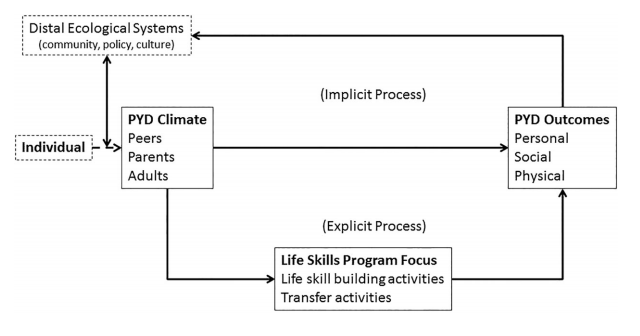 Distal Ecological Systems
(community, policy, culture)
(Implicit Process)
Individual
PYD Climate
Peers
Parents
Adults
PYD Outcomes
Personal
Social
Physical
(Explicit Process)
Life Skills Program Focus
Life skill building activities
Transfer activities